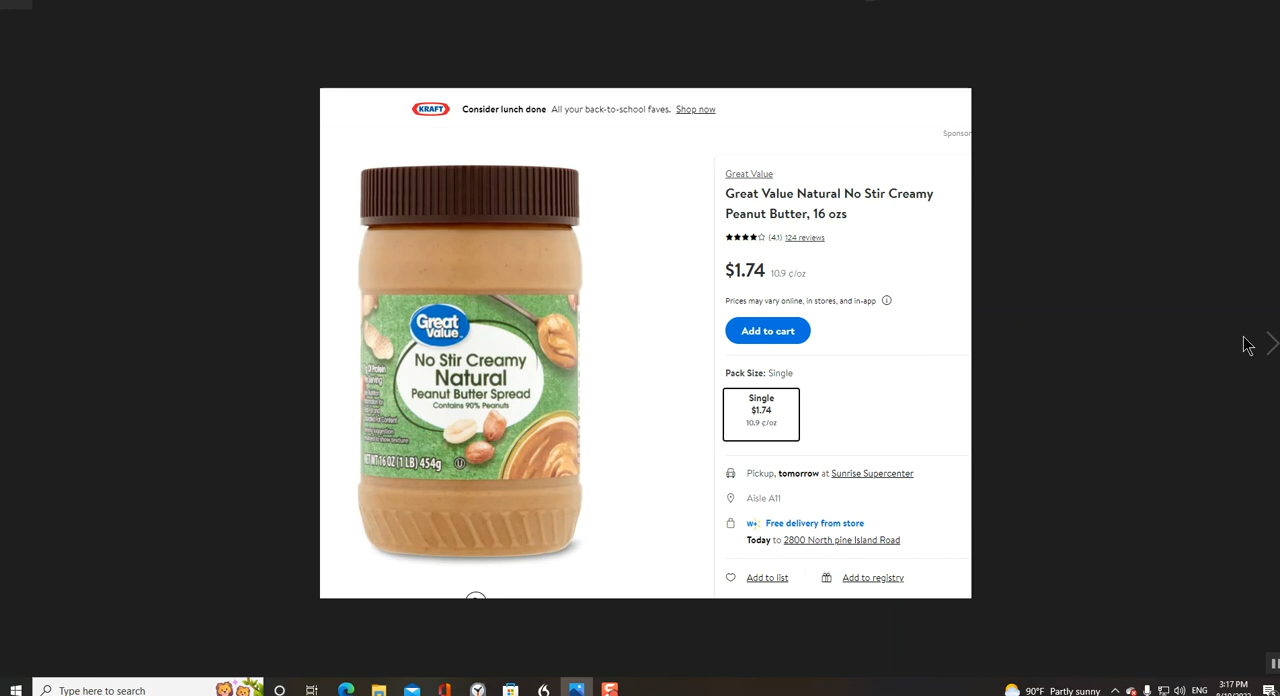 KRAFT Consider lunch done All your back-to-school faves. Shop now
Sponsor
Great Value
Great Value Natural No Stir Creamy
Peanut Butter, 16 ozs
(4.1) 124 reviews
$1.74 10.9 ¢/oz
Prices may vary online, in stores, and in-app
Add to cart
Pack Size: Single
Single
$1.74
10.9 ¢/oz
Pickup, tomorrow at Sunrise Supercenter
Aisle A11
W+ Free delivery from store
Today to 2800 North pine Island Road
Add to list Add to registry
Great
Value
No Stir Creamy
Natural
Peanut Butter Spread
Contains 90% Peanuts
NET WT 16 OZ (1 LB) 454g
Type here to search
90°F Partly sunny
ENG
3:17 PM